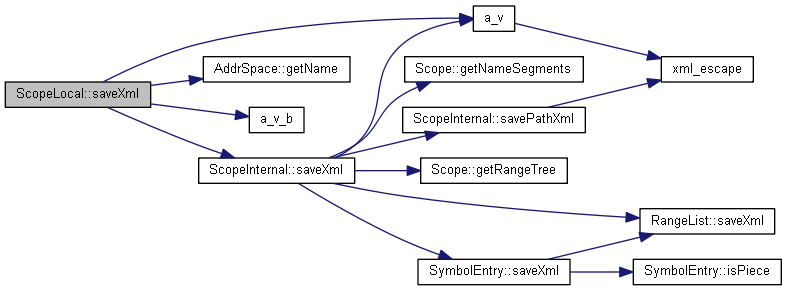 ScopeLocal::saveXml
a_v
AddrSpace::getName
a_v_b
ScopeInternal::saveXml
Scope::getNameSegments
ScopeInternal::savePathXml
Scope::getRangeTree
SymbolEntry::saveXml
xml_escape
RangeList::saveXml
SymbolEntry::isPiece